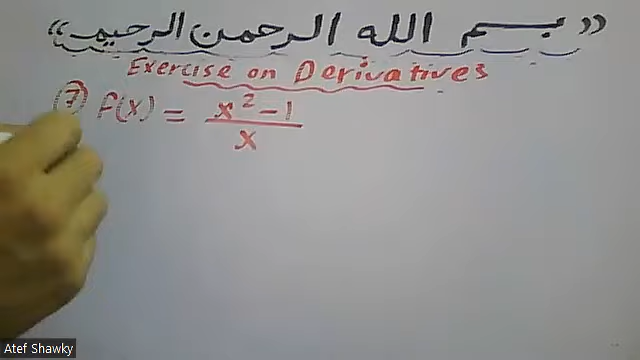 «بسم الله الرحمن الرحيم»
Exercise on Derivatives
(7) f(x) = x² - 1 / x
Atef Shawky